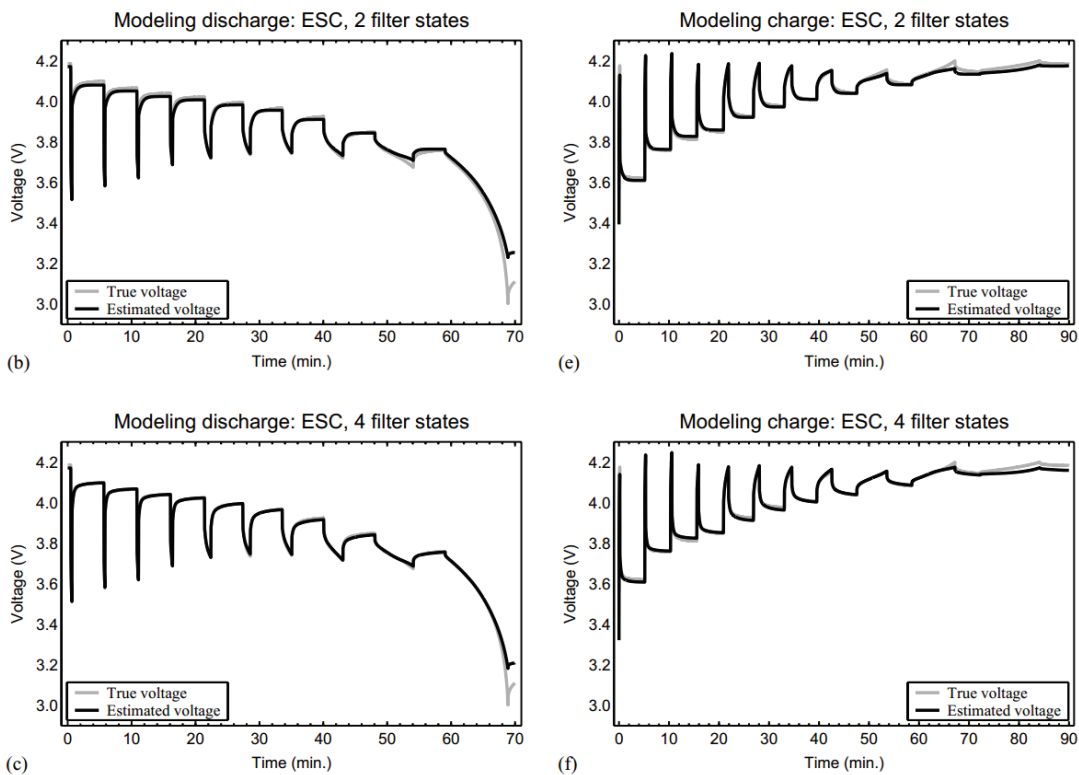 Modeling discharge: ESC, 2 filter states
Voltage (V)
4.2
4.0
3.8
3.6
3.4
3.2
3.0
True voltage
Estimated voltage
0 10 20 30 40 50 60 70
Time (min.)
(b)
Modeling charge: ESC, 2 filter states
Voltage (V)
4.2
4.0
3.8
3.6
3.4
3.2
3.0
True voltage
Estimated voltage
0 10 20 30 40 50 60 70 80 90
Time (min.)
(e)
Modeling discharge: ESC, 4 filter states
Voltage (V)
4.2
4.0
3.8
3.6
3.4
3.2
3.0
True voltage
Estimated voltage
0 10 20 30 40 50 60 70
Time (min.)
(c)
Modeling charge: ESC, 4 filter states
Voltage (V)
4.2
4.0
3.8
3.6
3.4
3.2
3.0
True voltage
Estimated voltage
0 10 20 30 40 50 60 70 80 90
Time (min.)
(f)